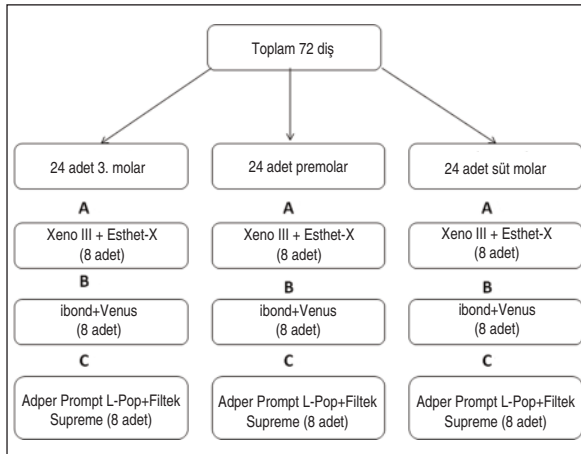 Toplam 72 diş
24 adet 3. molar
24 adet premolar
24 adet süt molar
A
A
A
Xeno III + Esthet-X
(8 adet)
Xeno III + Esthet-X
(8 adet)
Xeno III + Esthet-X
(8 adet)
B
B
B
ibond+Venus
(8 adet)
ibond+Venus
(8 adet)
ibond+Venus
(8 adet)
C
C
C
Adper Prompt L-Pop+Filtek
Supreme (8 adet)
Adper Prompt L-Pop+Filtek
Supreme (8 adet)
Adper Prompt L-Pop+Filtek
Supreme (8 adet)